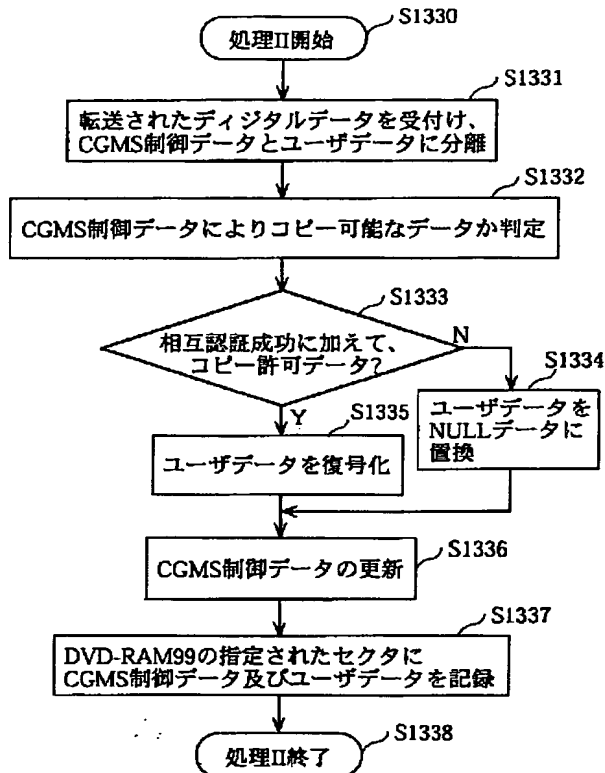 S1330
処理II開始
S1331
転送されたディジタルデータを受付け、
CGMS制御データとユーザデータに分離
S1332
CGMS制御データによりコピー可能なデータか判定
S1333
相互認証成功に加えて、
コピー許可データ?
N
S1334
ユーザデータを
NULLデータに
置換
Y
S1335
ユーザデータを復号化
S1336
CGMS制御データの更新
S1337
DVD-RAM99の指定されたセクタに
CGMS制御データ及びユーザデータを記録
S1338
処理II終了